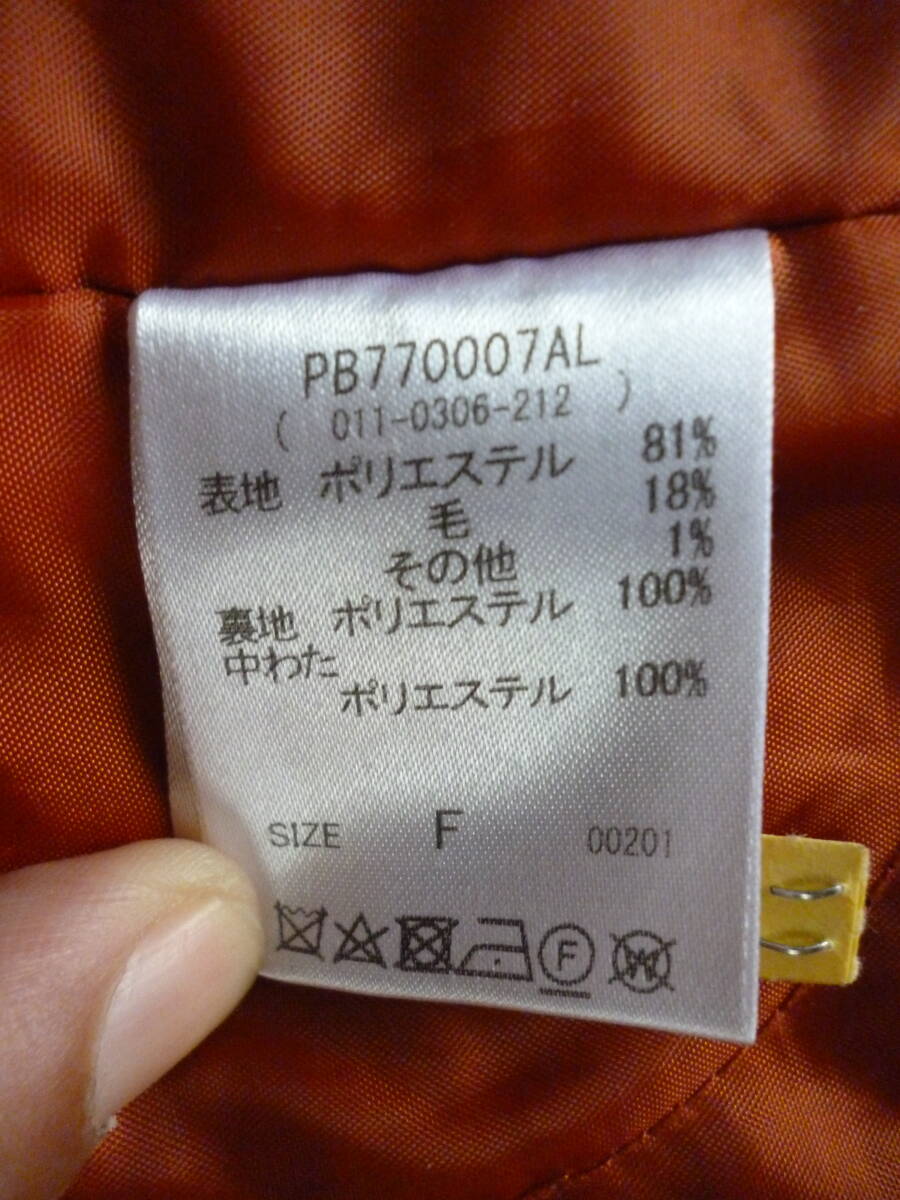 PB770007AL
( 011-0306-212 )
表地 ポリエステル 81%
毛 18%
その他 1%
裏地 ポリエステル 100%
中わた
ポリエステル 100%
SIZE F 00201
F W